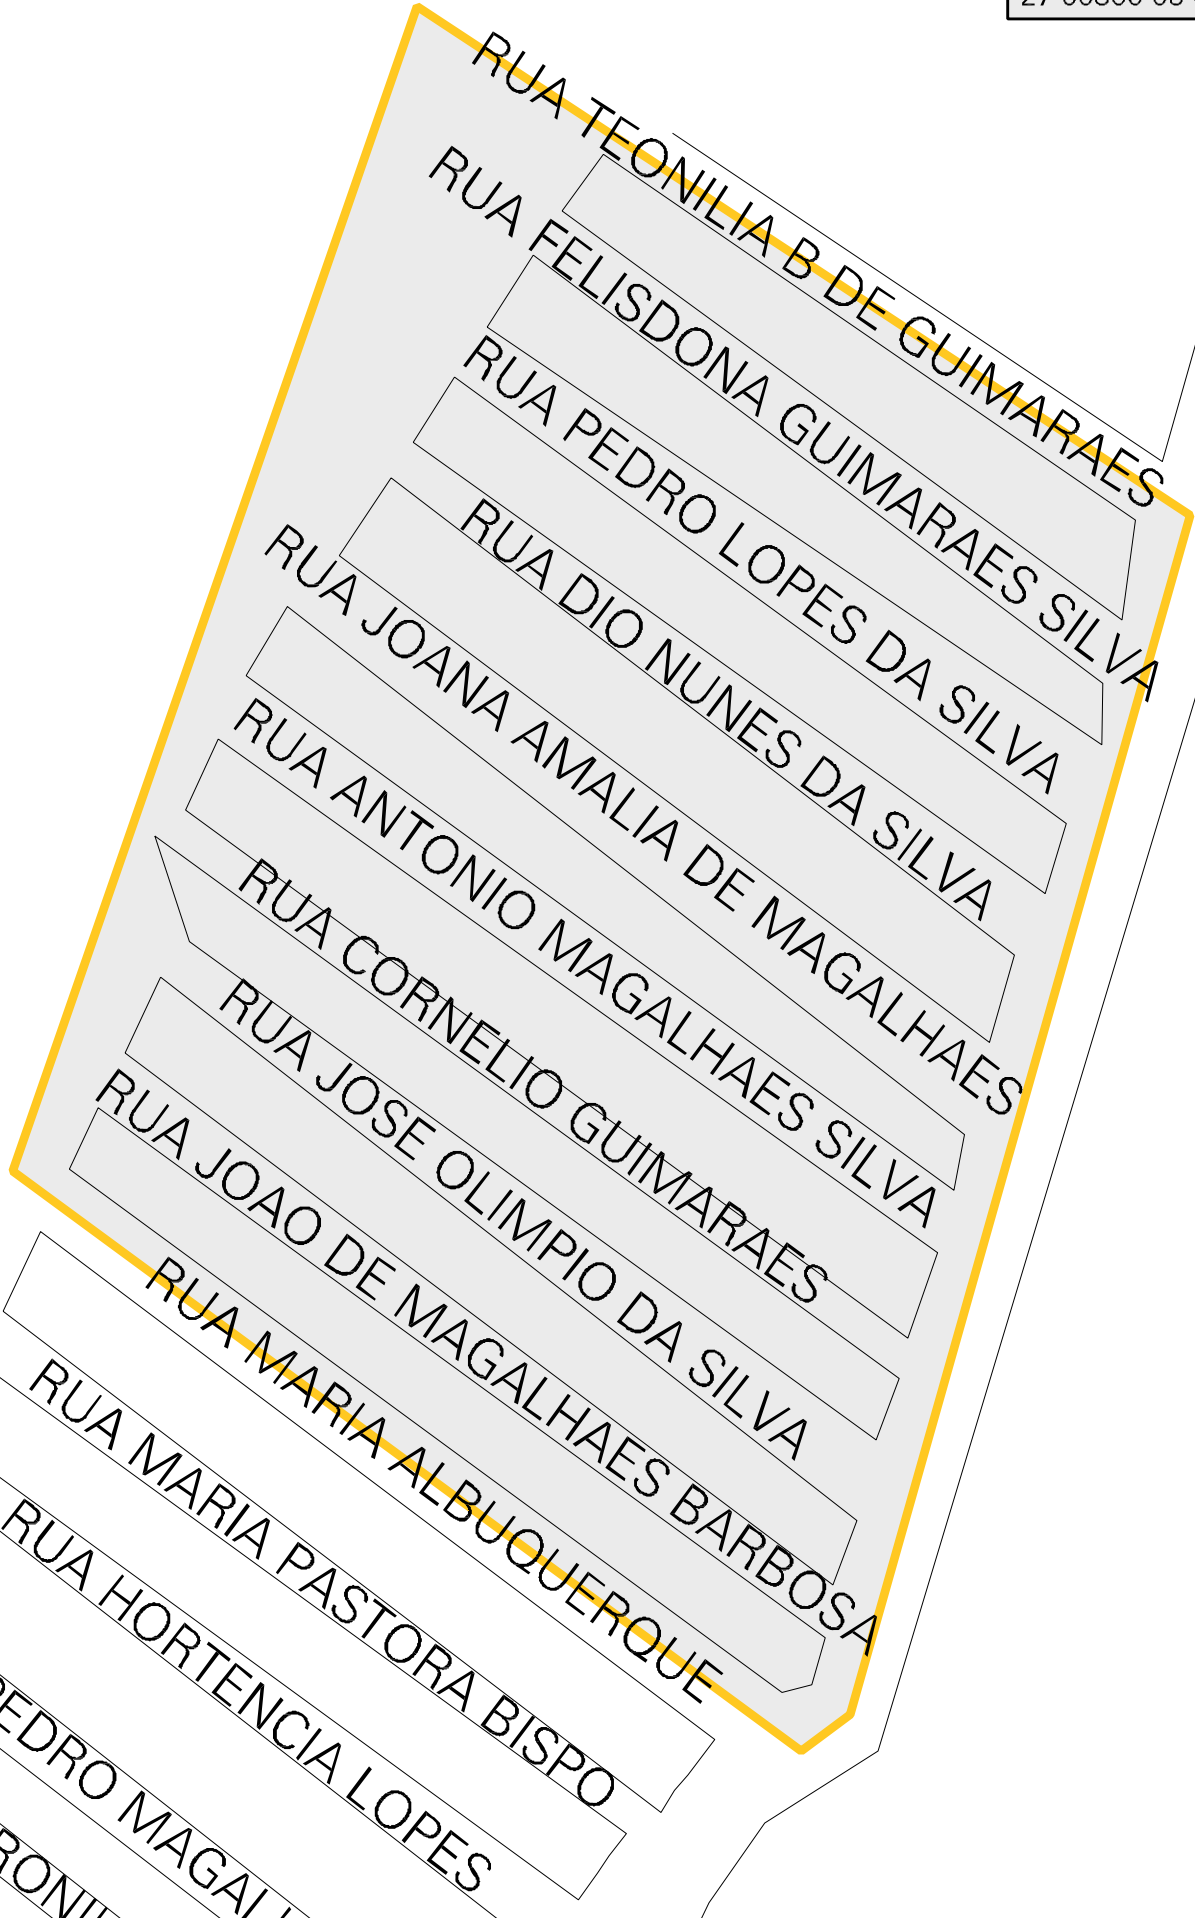 RUA TEONILIA B DE GUIMARAES
RUA FELISDONA GUIMARAES SILVA
RUA PEDRO LOPES DA SILVA
RUA DIO NUNES DA SILVA
RUA JOANA AMALIA DE MAGALHAES
RUA ANTONIO MAGALHAES SILVA
RUA CORNELIO GUIMARAES
RUA JOSE OLIMPIO DA SILVA
RUA JOAO DE MAGALHAES BARBOSA
RUA MARIA ALBUQUERQUE
RUA MARIA PASTORA BISPO
RUA HORTENCIA LOPES